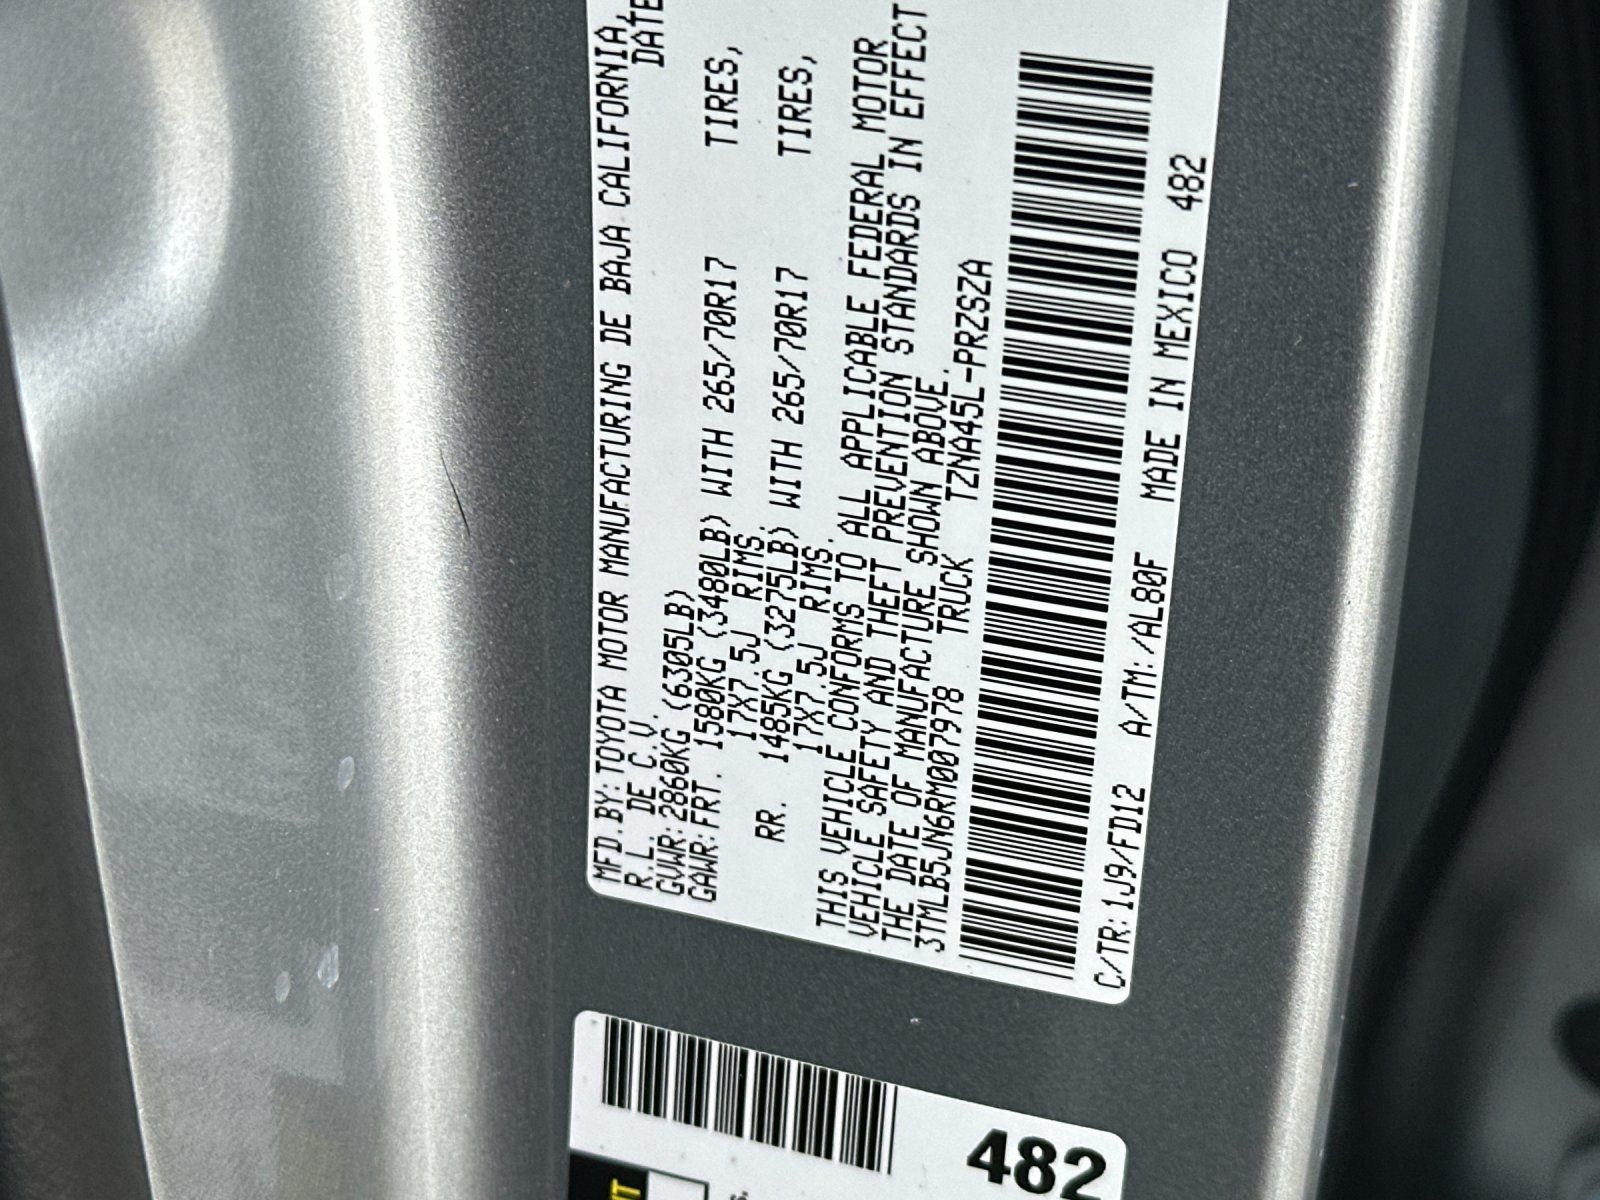 MFD.BY:TOYOTA MOTOR MANUFACTURING DE BAJA CALIFORNIA,
R.L. DE C.V. DATE
GVWR:2860KG (6305LB)
GAWR:FRT. 1580KG (3480LB) WITH 265/70R17 TIRES,
17X7.5J RIMS.
RR. 1485KG (3275LB) WITH 265/70R17 TIRES,
17X7.5J RIMS.
THIS VEHICLE CONFORMS TO ALL APPLICABLE FEDERAL MOTOR
VEHICLE SAFETY AND THEFT PREVENTION STANDARDS IN EFFECT
THE DATE OF MANUFACTURE SHOWN ABOVE.
3TMLB5JN6RM007978 TRUCK TZNA45L-PRZSZA
C/TR:1J9/FD12 A/TM:/AL80F MADE IN MEXICO 482
482